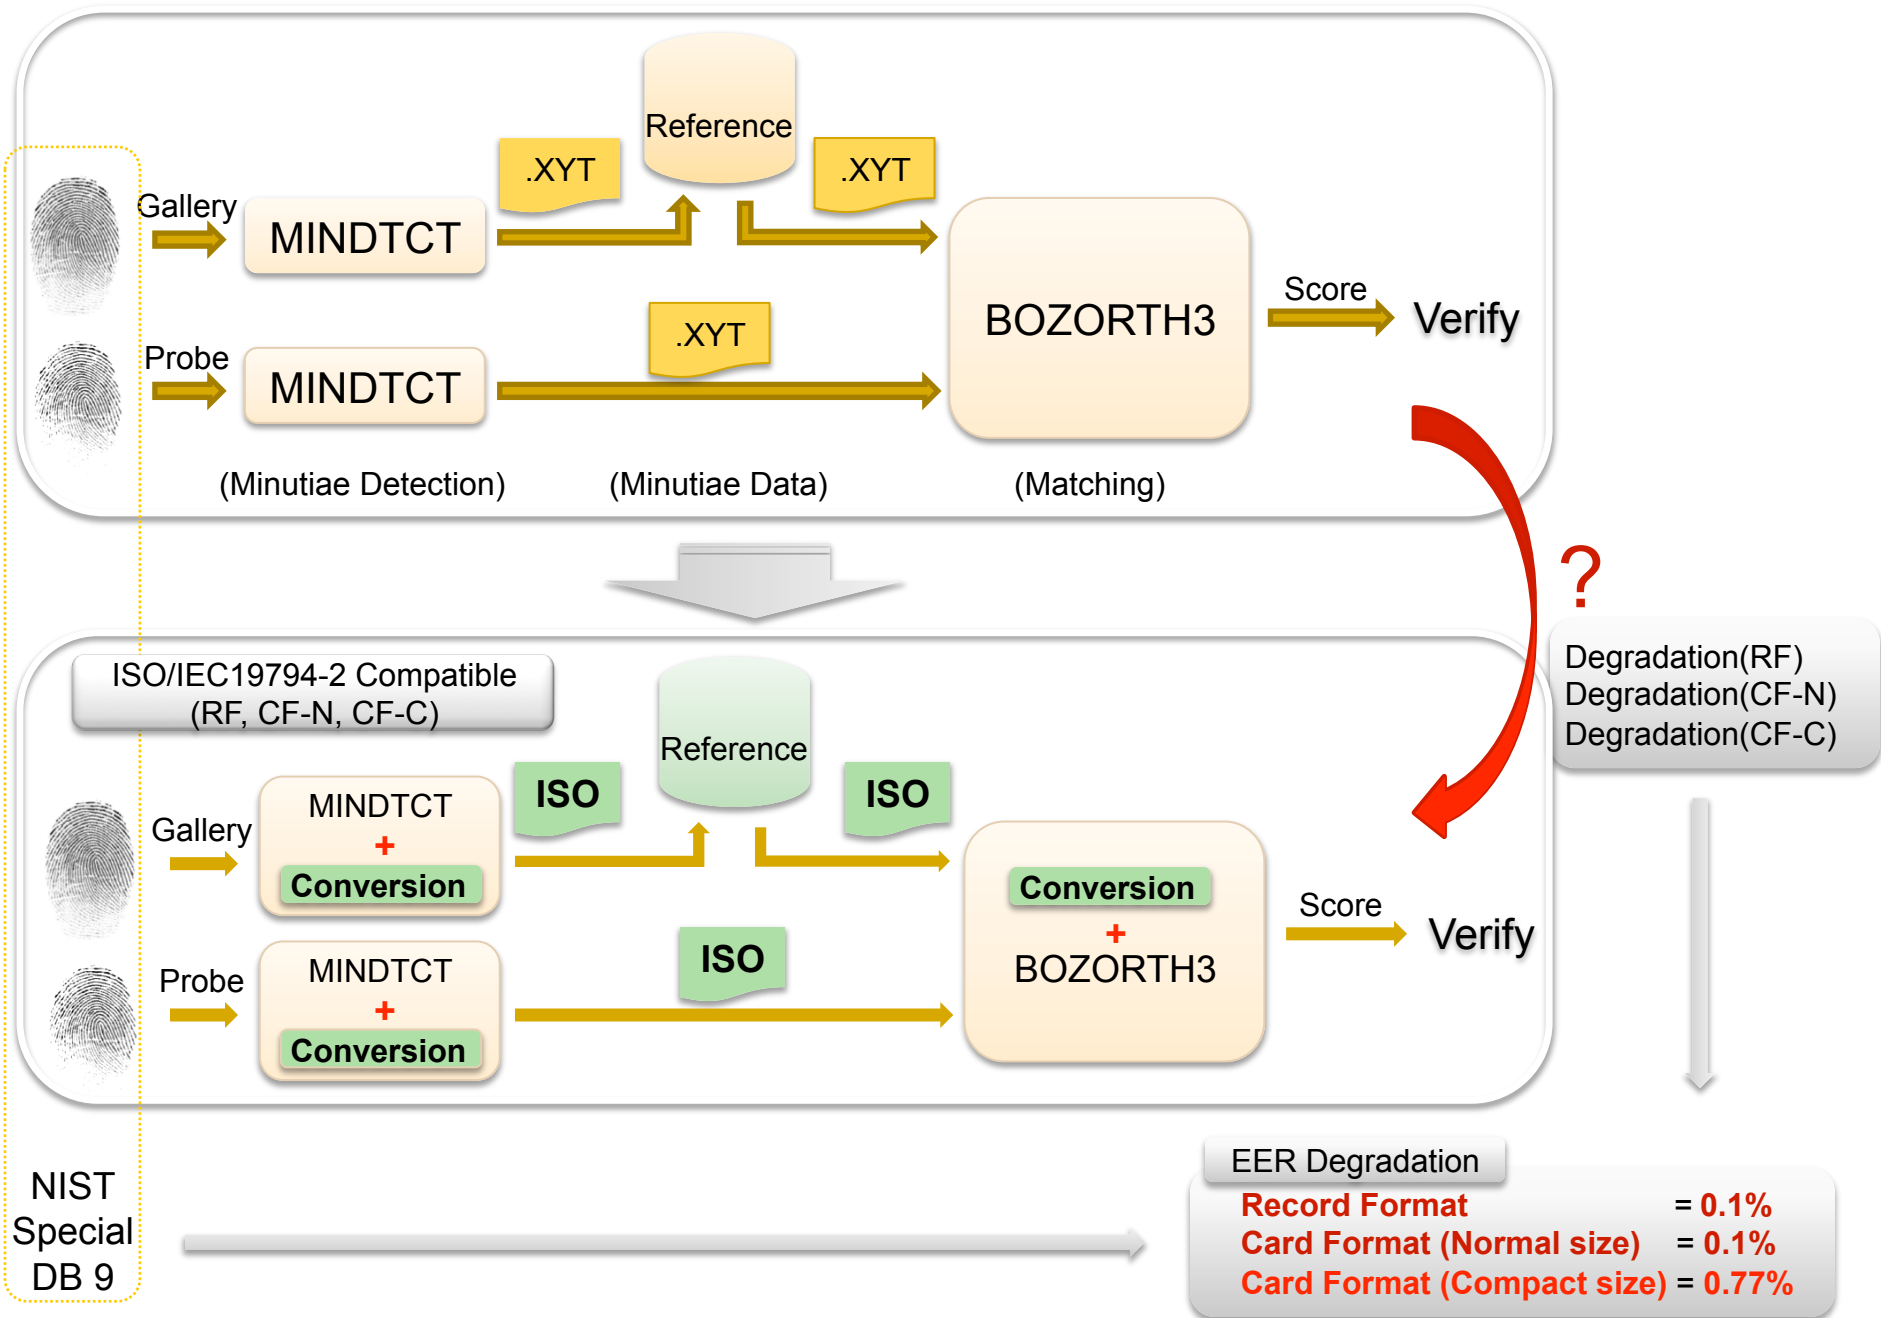 Reference
.XYT
.XYT
Gallery
MINDTCT
BOZORTH3
Score
Verify
.XYT
Probe
MINDTCT
(Minutiae Detection)
(Minutiae Data)
(Matching)
?
Degradation(RF)
Degradation(CF-N)
Degradation(CF-C)
ISO/IEC19794-2 Compatible
(RF, CF-N, CF-C)
Reference
ISO
ISO
Gallery
MINDTCT
+
Conversion
Conversion
+
BOZORTH3
Score
Verify
ISO
Probe
MINDTCT
+
Conversion
NIST
Special
DB 9
EER Degradation
Record Format = 0.1%
Card Format (Normal size) = 0.1%
Card Format (Compact size) = 0.77%